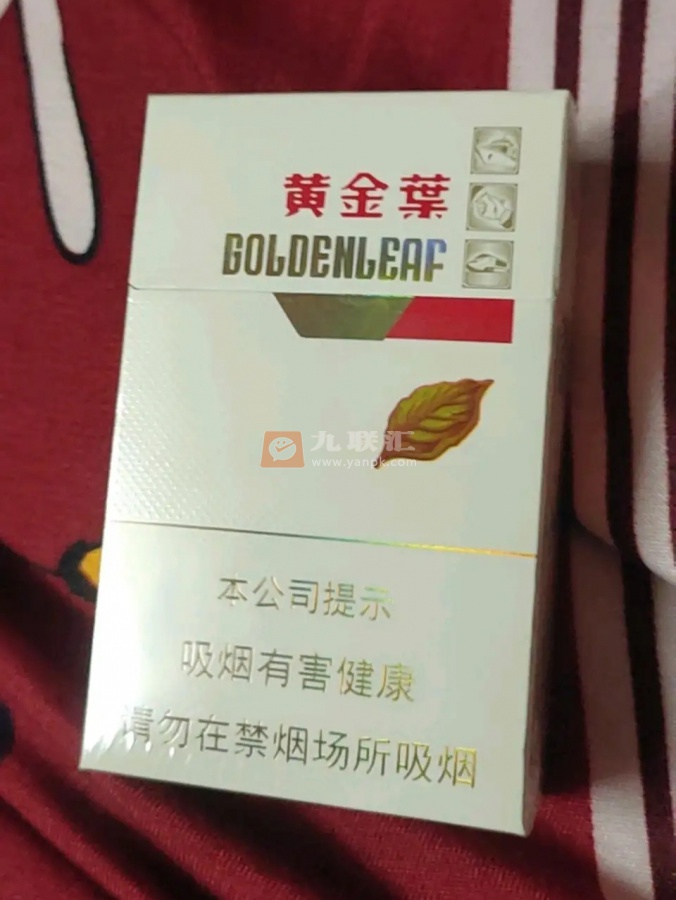 黄金葉
GOLDENLEAF
九联汇
www.yanpk.com
本公司提示
吸烟有害健康
请勿在禁烟场所吸烟